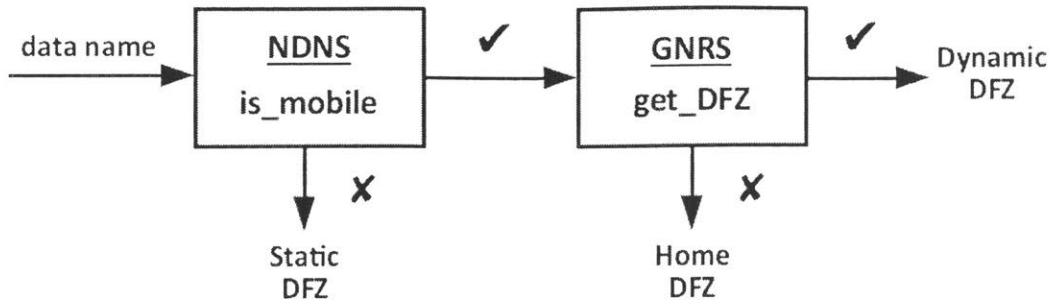 data name
NDNS
is_mobile
✔
GNRS
get_DFZ
✔
Dynamic
DFZ
✘
Static
DFZ
✘
Home
DFZ